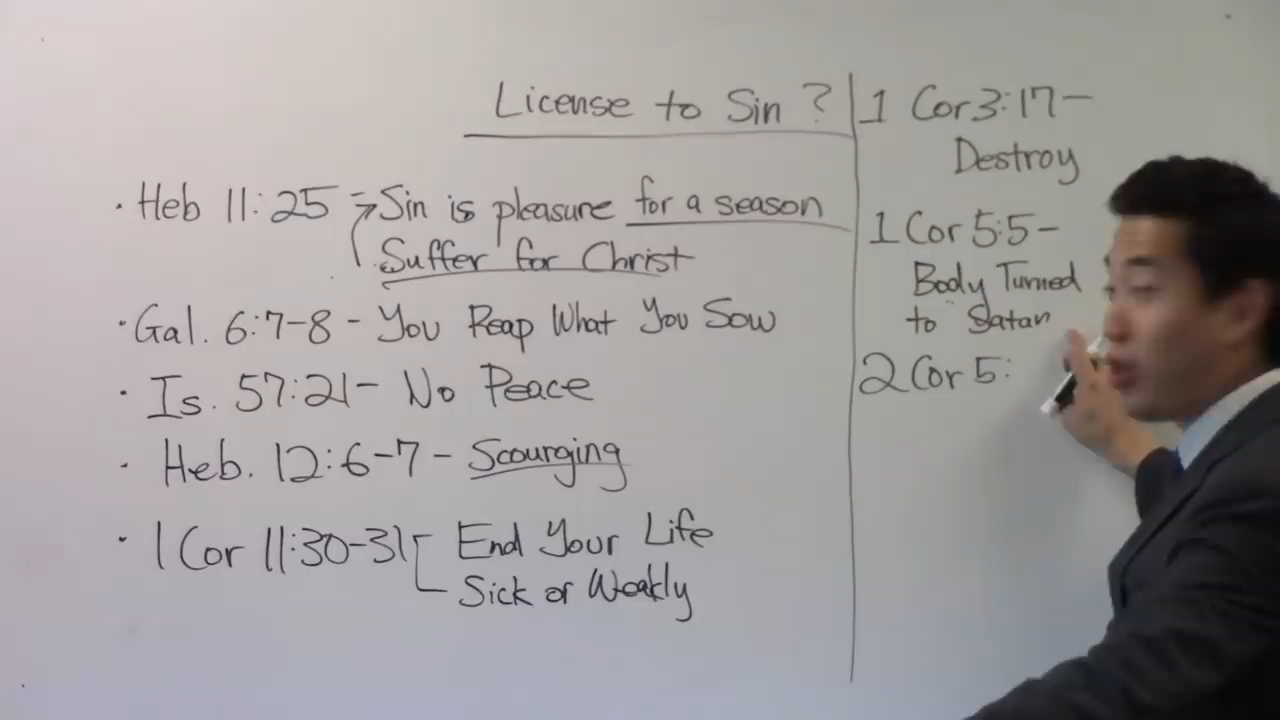 License to Sin ?
· Heb 11:25 - Sin is pleasure for a season
Suffer for Christ
· Gal. 6:7-8 - You Reap What You Sow
· Is. 57:21 - No Peace
· Heb. 12:6-7 - Scourging
· 1 Cor 11:30-31 End Your Life
Sick or Weakly
1 Cor 3:17 -
Destroy
1 Cor 5:5 -
Body Turned
to Satan
2 Cor 5: